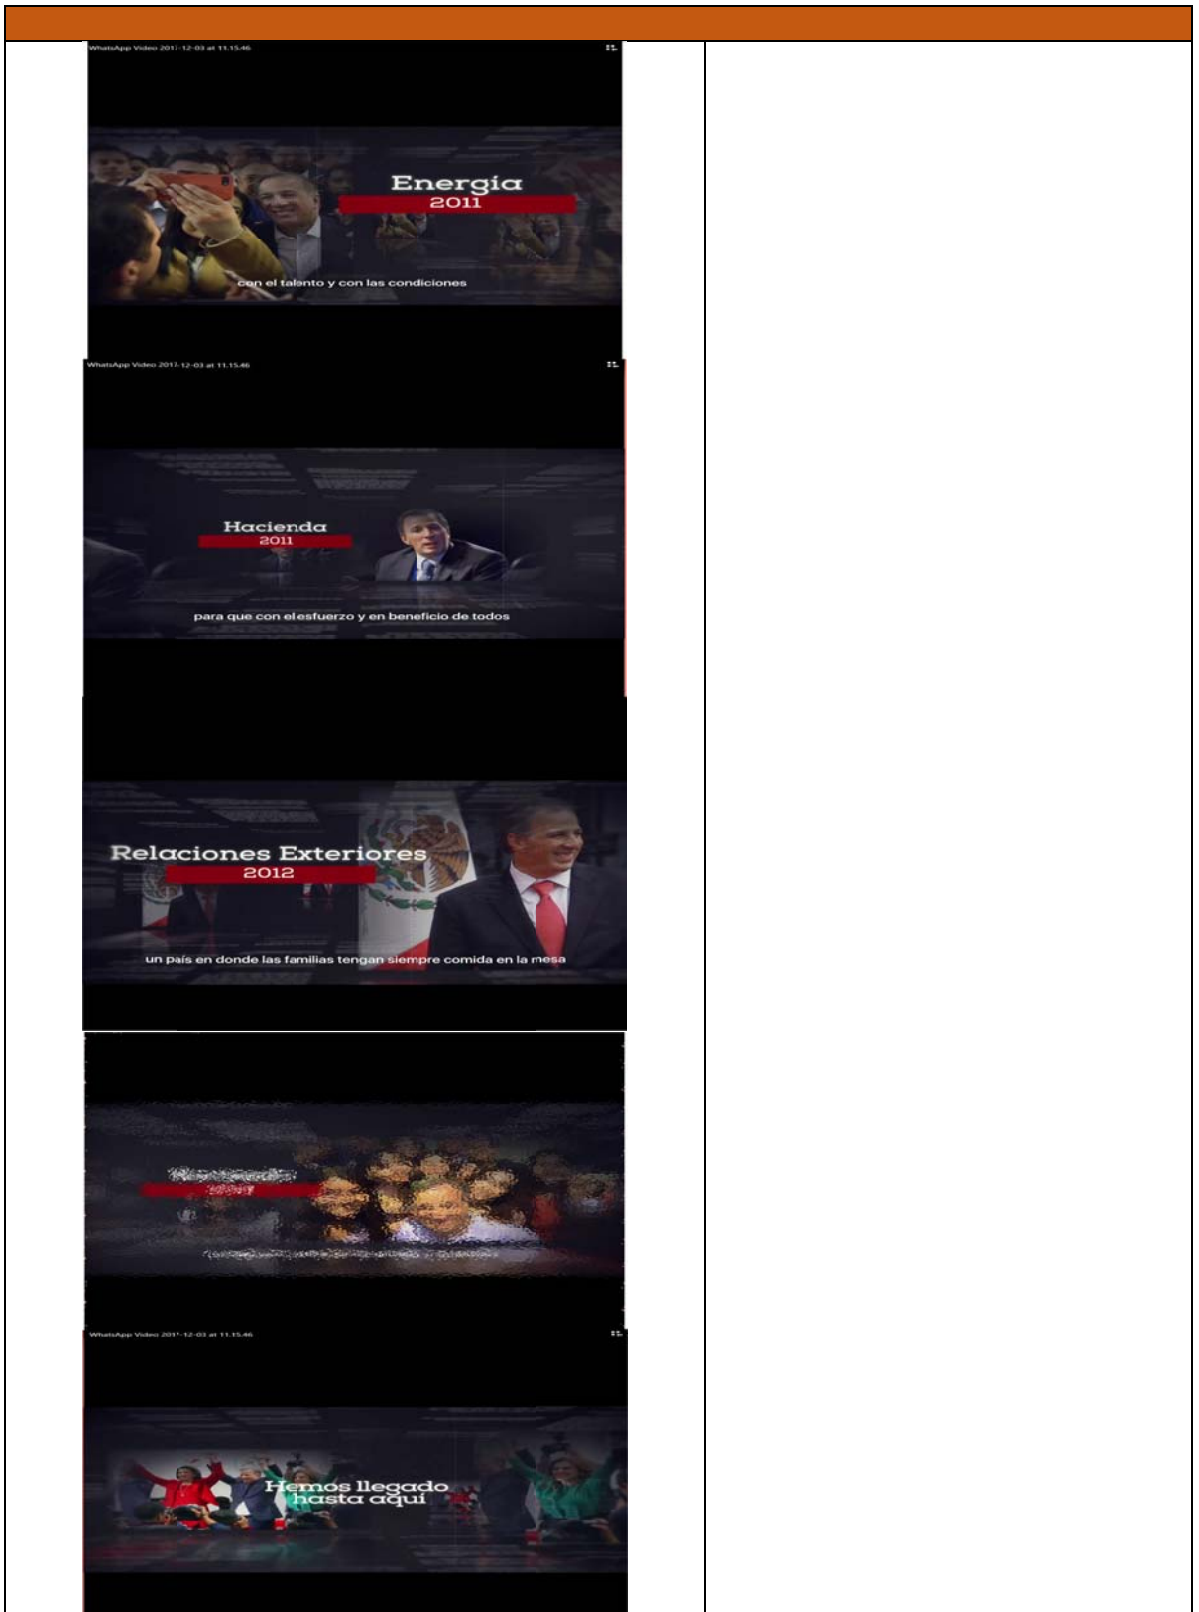 WhatsApp Video 2017-12-03 at 11.15.46
Energía
2011
con el talento y con las condiciones
WhatsApp Video 2017-12-03 at 11.15.46
Hacienda
2011
para que con el esfuerzo y en beneficio de todos
Relaciones Exteriores
2012
un país en donde las familias tengan siempre comida en la mesa
WhatsApp Video 2017-12-03 at 11.15.46
Hemos llegado
hasta aquí